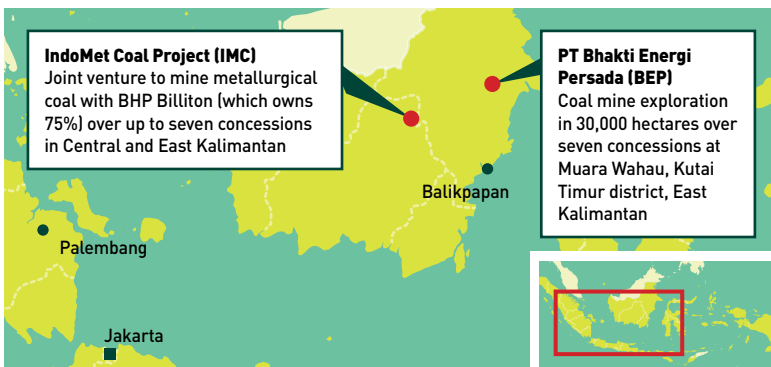 IndoMet Coal Project (IMC)
Joint venture to mine metallurgical
coal with BHP Billiton (which owns
75%) over up to seven concessions
in Central and East Kalimantan
PT Bhakti Energi
Persada (BEP)
Coal mine exploration
in 30,000 hectares over
seven concessions at
Muara Wahau, Kutai
Timur district, East
Kalimantan
Balikpapan
Palembang
Jakarta